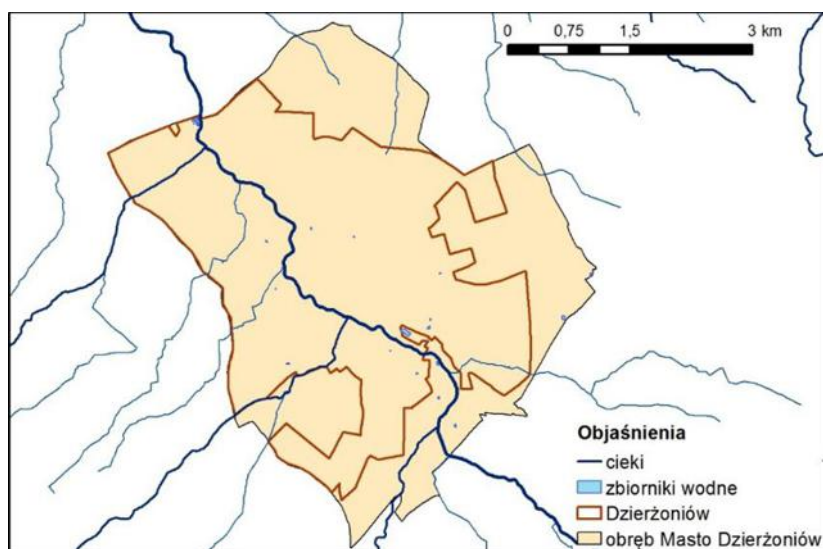 0 0,75 1,5 3 km
Objaśnienia
cieki
zbiorniki wodne
Dzierżoniów
obręb Masto Dzierżoniów